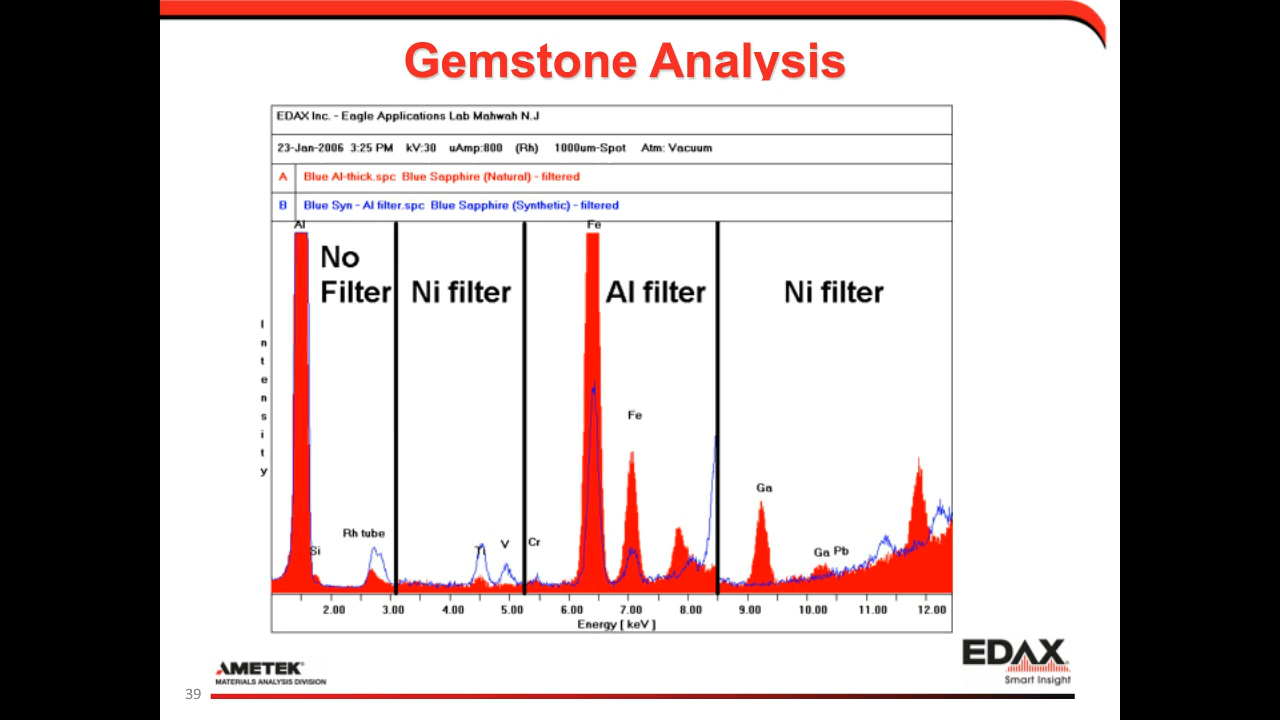 Gemstone Analysis
EDAX Inc. - Eagle Applications Lab Mahwah N.J
23-Jan-2006 3:25 PM kV:30 uAmp:800 (Rh) 1000um-Spot Atm: Vacuum
A Blue Al-thick.spc Blue Sapphire (Natural) - filtered
B Blue Syn - Al filter.spc Blue Sapphire (Synthetic) - filtered
Al Fe
No
Filter Ni filter Al filter Ni filter
Intensity
Fe
Ga
Rh tube V Cr
Si Ti Ga Pb
2.00 3.00 4.00 5.00 6.00 7.00 8.00 9.00 10.00 11.00 12.00
Energy [ keV ]
AMETEK
MATERIALS ANALYSIS DIVISION
EDAX
Smart Insight
39